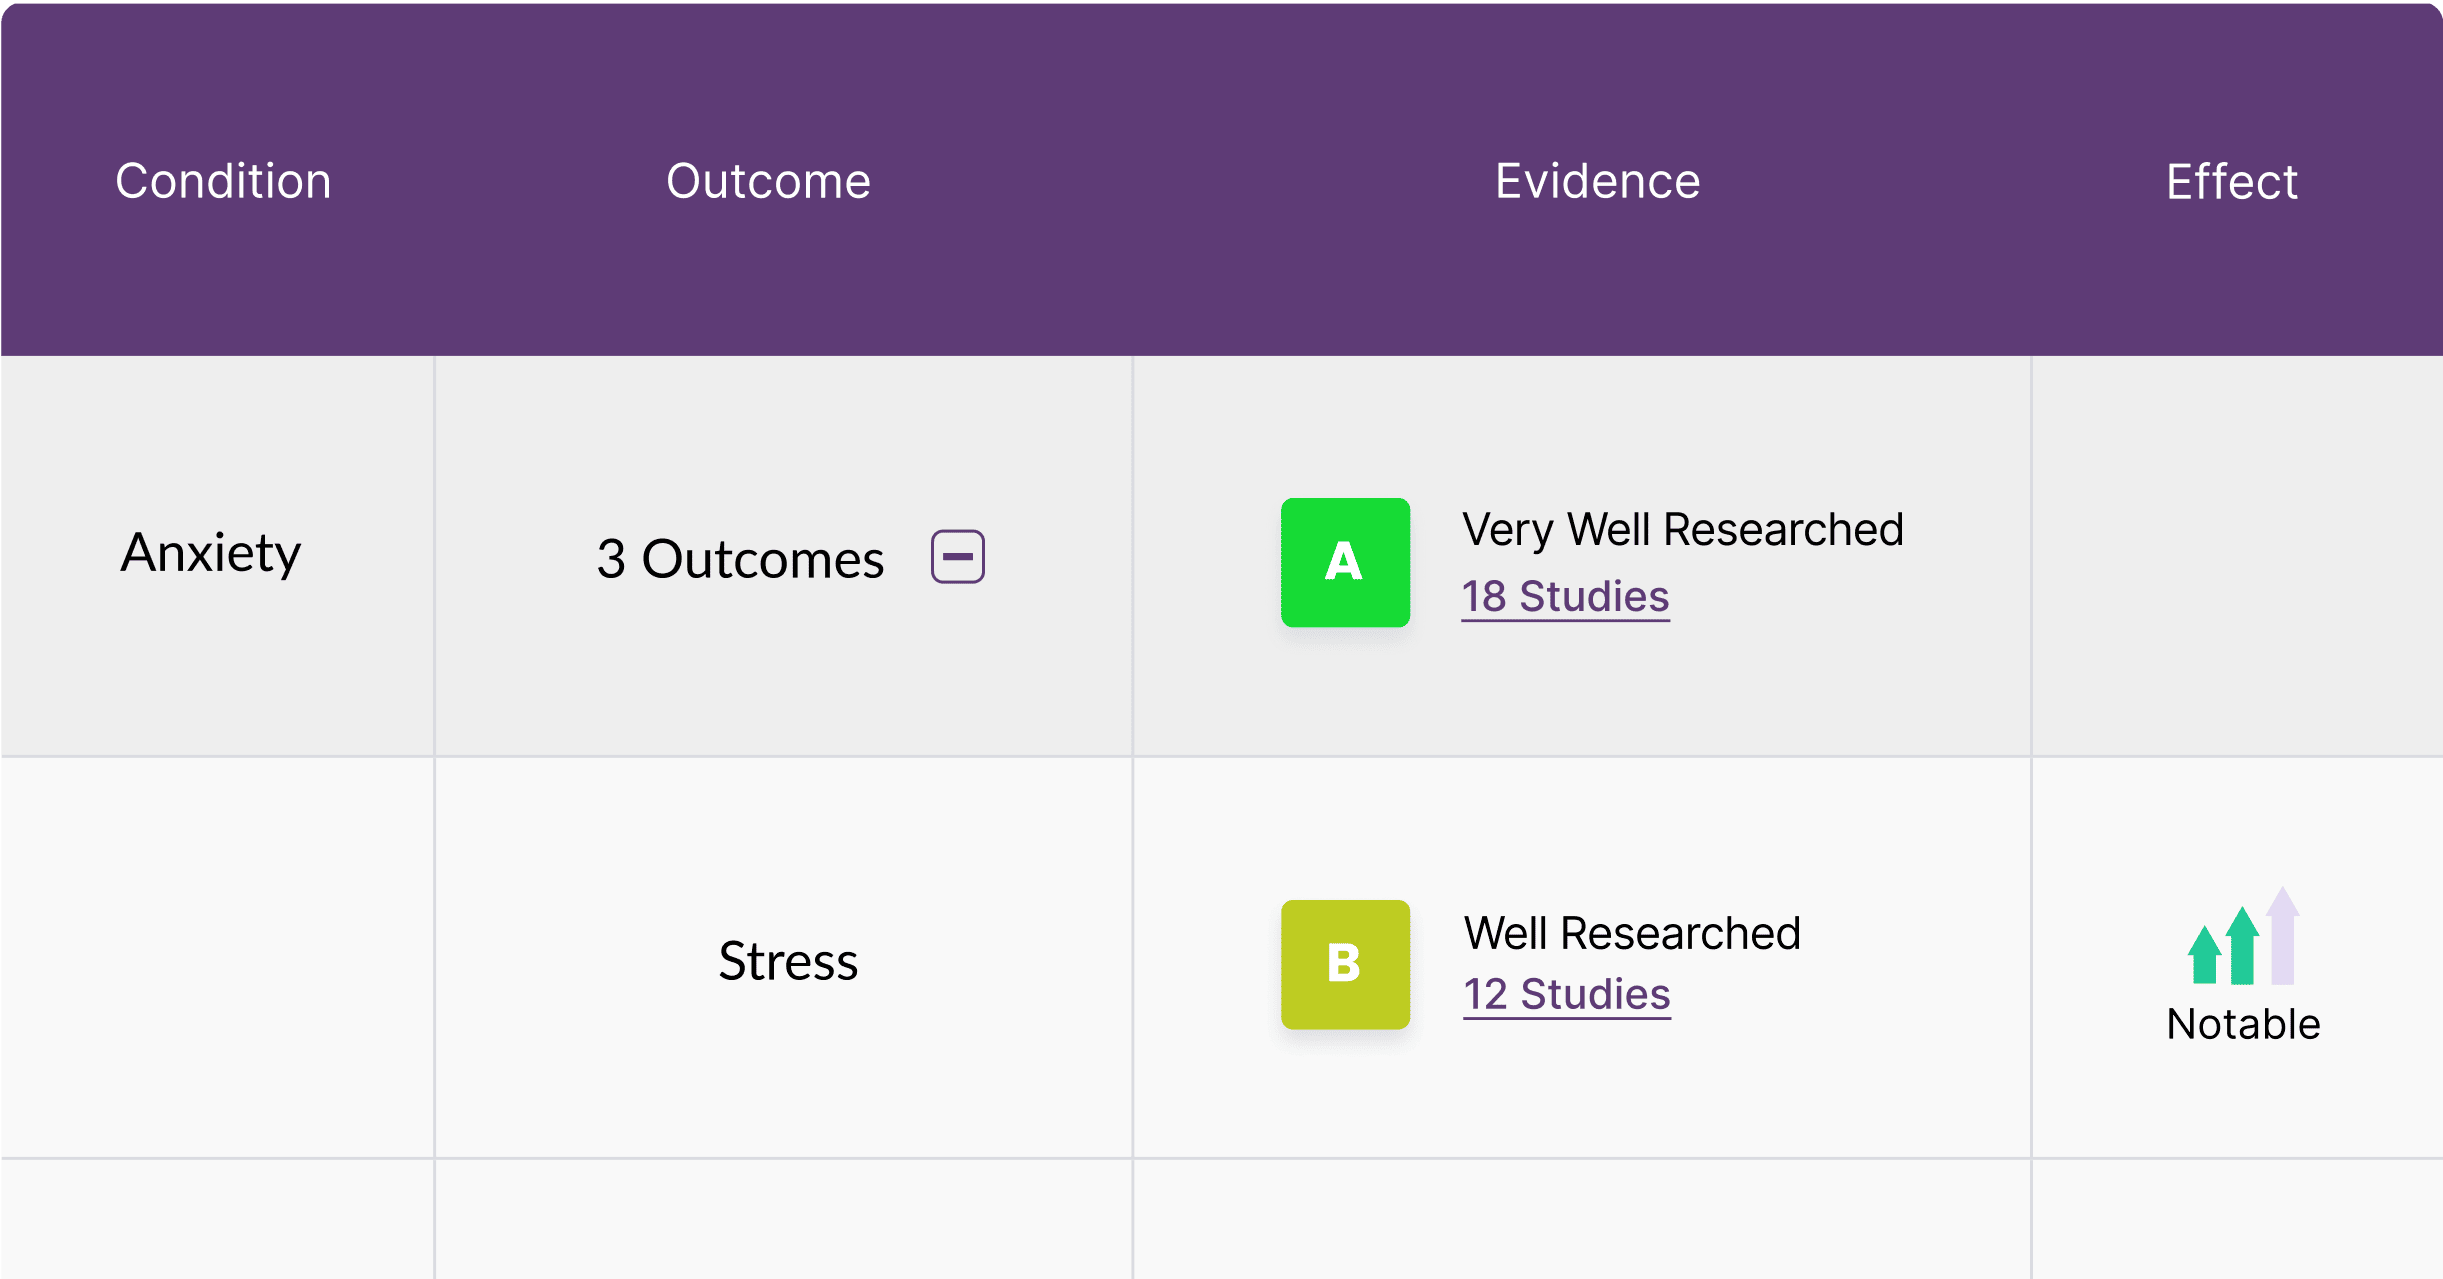 Condition Outcome Evidence Effect
Anxiety 3 Outcomes A Very Well Researched
18 Studies
Stress B Well Researched
12 Studies
Notable